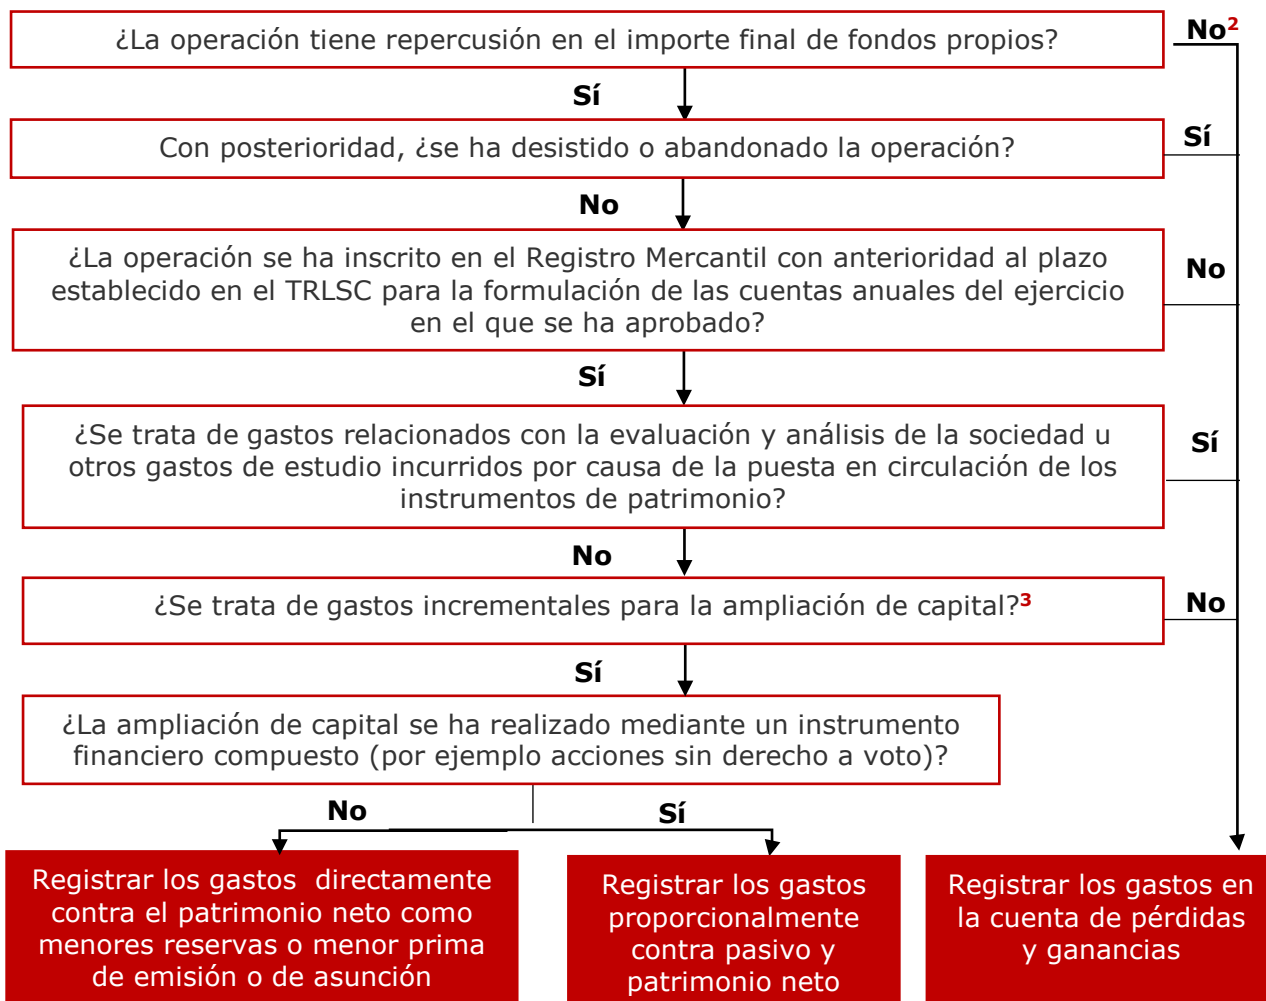 ¿La operación tiene repercusión en el importe final de fondos propios?
No2
Sí
Con posterioridad, ¿se ha desistido o abandonado la operación?
Sí
No
¿La operación se ha inscrito en el Registro Mercantil con anterioridad al plazo
establecido en el TRLSC para la formulación de las cuentas anuales del ejercicio
en el que se ha aprobado?
No
Sí
¿Se trata de gastos relacionados con la evaluación y análisis de la sociedad u
otros gastos de estudio incurridos por causa de la puesta en circulación de los
instrumentos de patrimonio?
Sí
No
¿Se trata de gastos incrementales para la ampliación de capital?3
No
Sí
¿La ampliación de capital se ha realizado mediante un instrumento
financiero compuesto (por ejemplo acciones sin derecho a voto)?
No
Sí
Registrar los gastos directamente
contra el patrimonio neto como
menores reservas o menor prima
de emisión o de asunción
Registrar los gastos
proporcionalmente
contra pasivo y
patrimonio neto
Registrar los gastos en
la cuenta de pérdidas
y ganancias